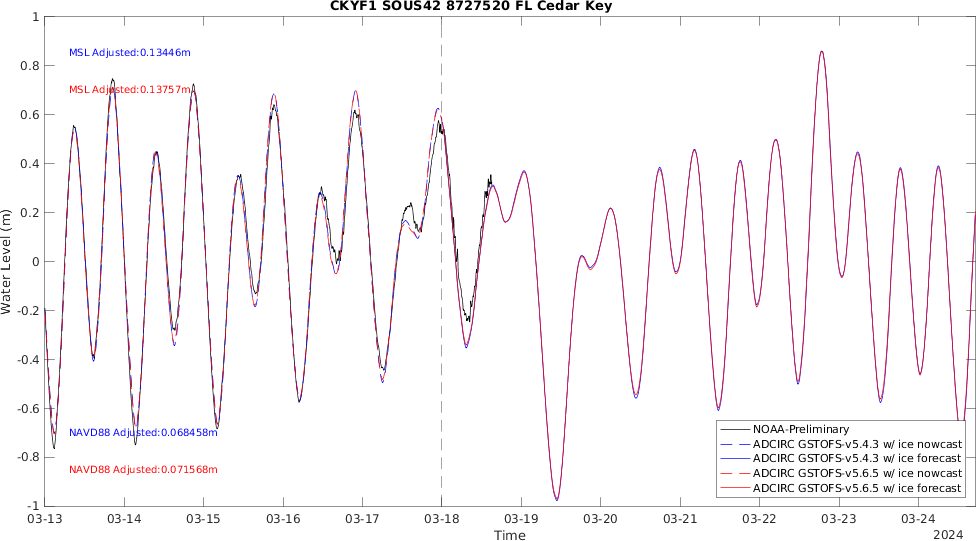 CKYF1 SOUS42 8727520 FL Cedar Key
1
0.8
0.6
0.4
0.2
0
-0.2
-0.4
-0.6
-0.8
-1
Water Level (m)
MSL Adjusted:0.13446m
MSL Adjusted:0.13757m
NAVD88 Adjusted:0.068458m
NAVD88 Adjusted:0.071568m
NOAA-Preliminary
ADCIRC GSTOFS-v5.4.3 w/ ice nowcast
ADCIRC GSTOFS-v5.4.3 w/ ice forecast
ADCIRC GSTOFS-v5.6.5 w/ ice nowcast
ADCIRC GSTOFS-v5.6.5 w/ ice forecast
03-13 03-14 03-15 03-16 03-17 03-18 03-19 03-20 03-21 03-22 03-23 03-24
Time
2024